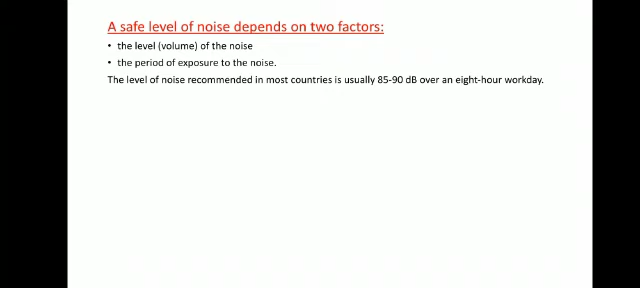 A safe level of noise depends on two factors:
• the level (volume) of the noise
• the period of exposure to the noise.
The level of noise recommended in most countries is usually 85-90 dB over an eight-hour workday.